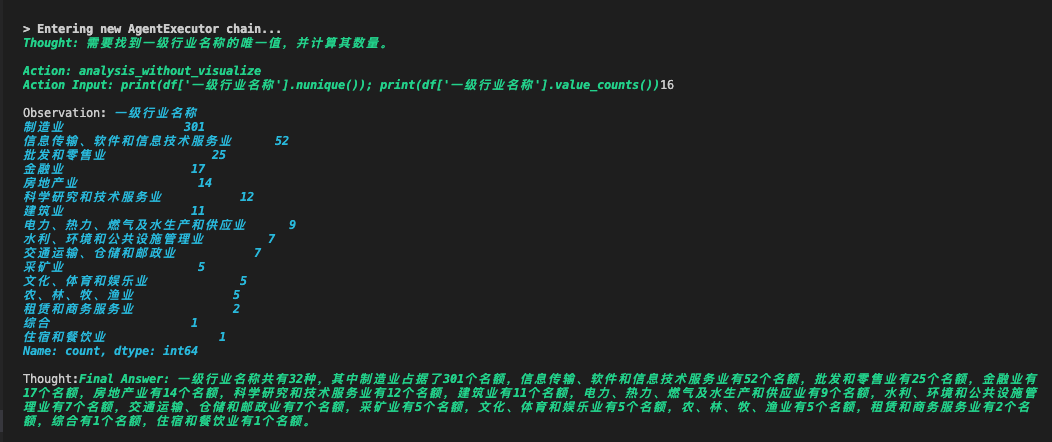 > Entering new AgentExecutor chain...
Thought: 需要找到一级行业名称的唯一值，并计算其数量。
Action: analysis_without_visualize
Action Input: print(df['一级行业名称'].nunique()); print(df['一级行业名称'].value_counts())16
Observation: 一级行业名称
制造业 301
信息传输、软件和信息技术服务业 52
批发和零售业 25
金融业 17
房地产业 14
科学研究和技术服务业 12
建筑业 11
电力、热力、燃气及水生产和供应业 9
水利、环境和公共设施管理业 7
交通运输、仓储和邮政业 7
采矿业 5
文化、体育和娱乐业 5
农、林、牧、渔业 5
租赁和商务服务业 2
综合 1
住宿和餐饮业 1
Name: count, dtype: int64
Thought:Final Answer: 一级行业名称共有32种，其中制造业占据了301个名额，信息传输、软件和信息技术服务业有52个名额，批发和零售业有25个名额，金融业有
17个名额，房地产业有14个名额，科学研究和技术服务业有12个名额，建筑业有11个名额，电力、热力、燃气及水生产和供应业有9个名额，水利、环境和公共设施管
理业有7个名额，交通运输、仓储和邮政业有7个名额，采矿业有5个名额，文化、体育和娱乐业有5个名额，农、林、牧、渔业有5个名额，租赁和商务服务业有2个名
额，综合有1个名额，住宿和餐饮业有1个名额。